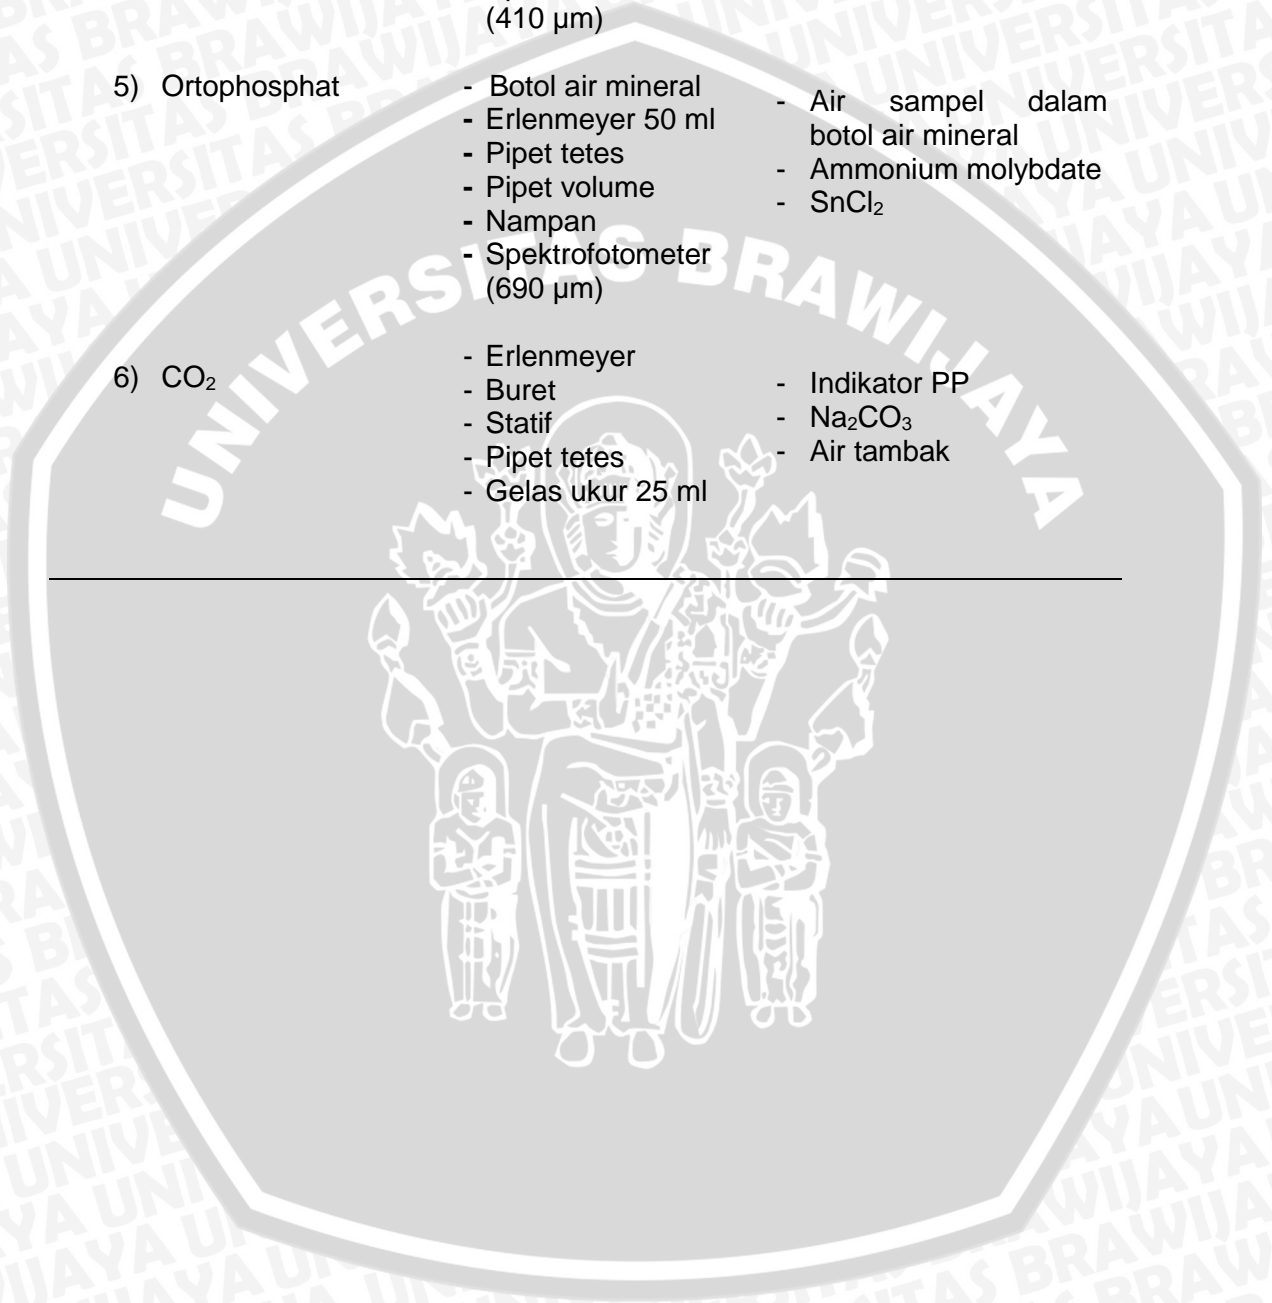 (410 µm)
5) Ortophosphat
- Botol air mineral
- Erlenmeyer 50 ml
- Pipet tetes
- Pipet volume
- Nampan
- Spektrofotometer
(690 µm)
- Air sampel dalam
botol air mineral
- Ammonium molybdate
- SnCl₂
6) CO₂
- Erlenmeyer
- Buret
- Statif
- Pipet tetes
- Gelas ukur 25 ml
- Indikator PP
- Na₂CO₃
- Air tambak
UNIVERSITAS BRAWIJAYA